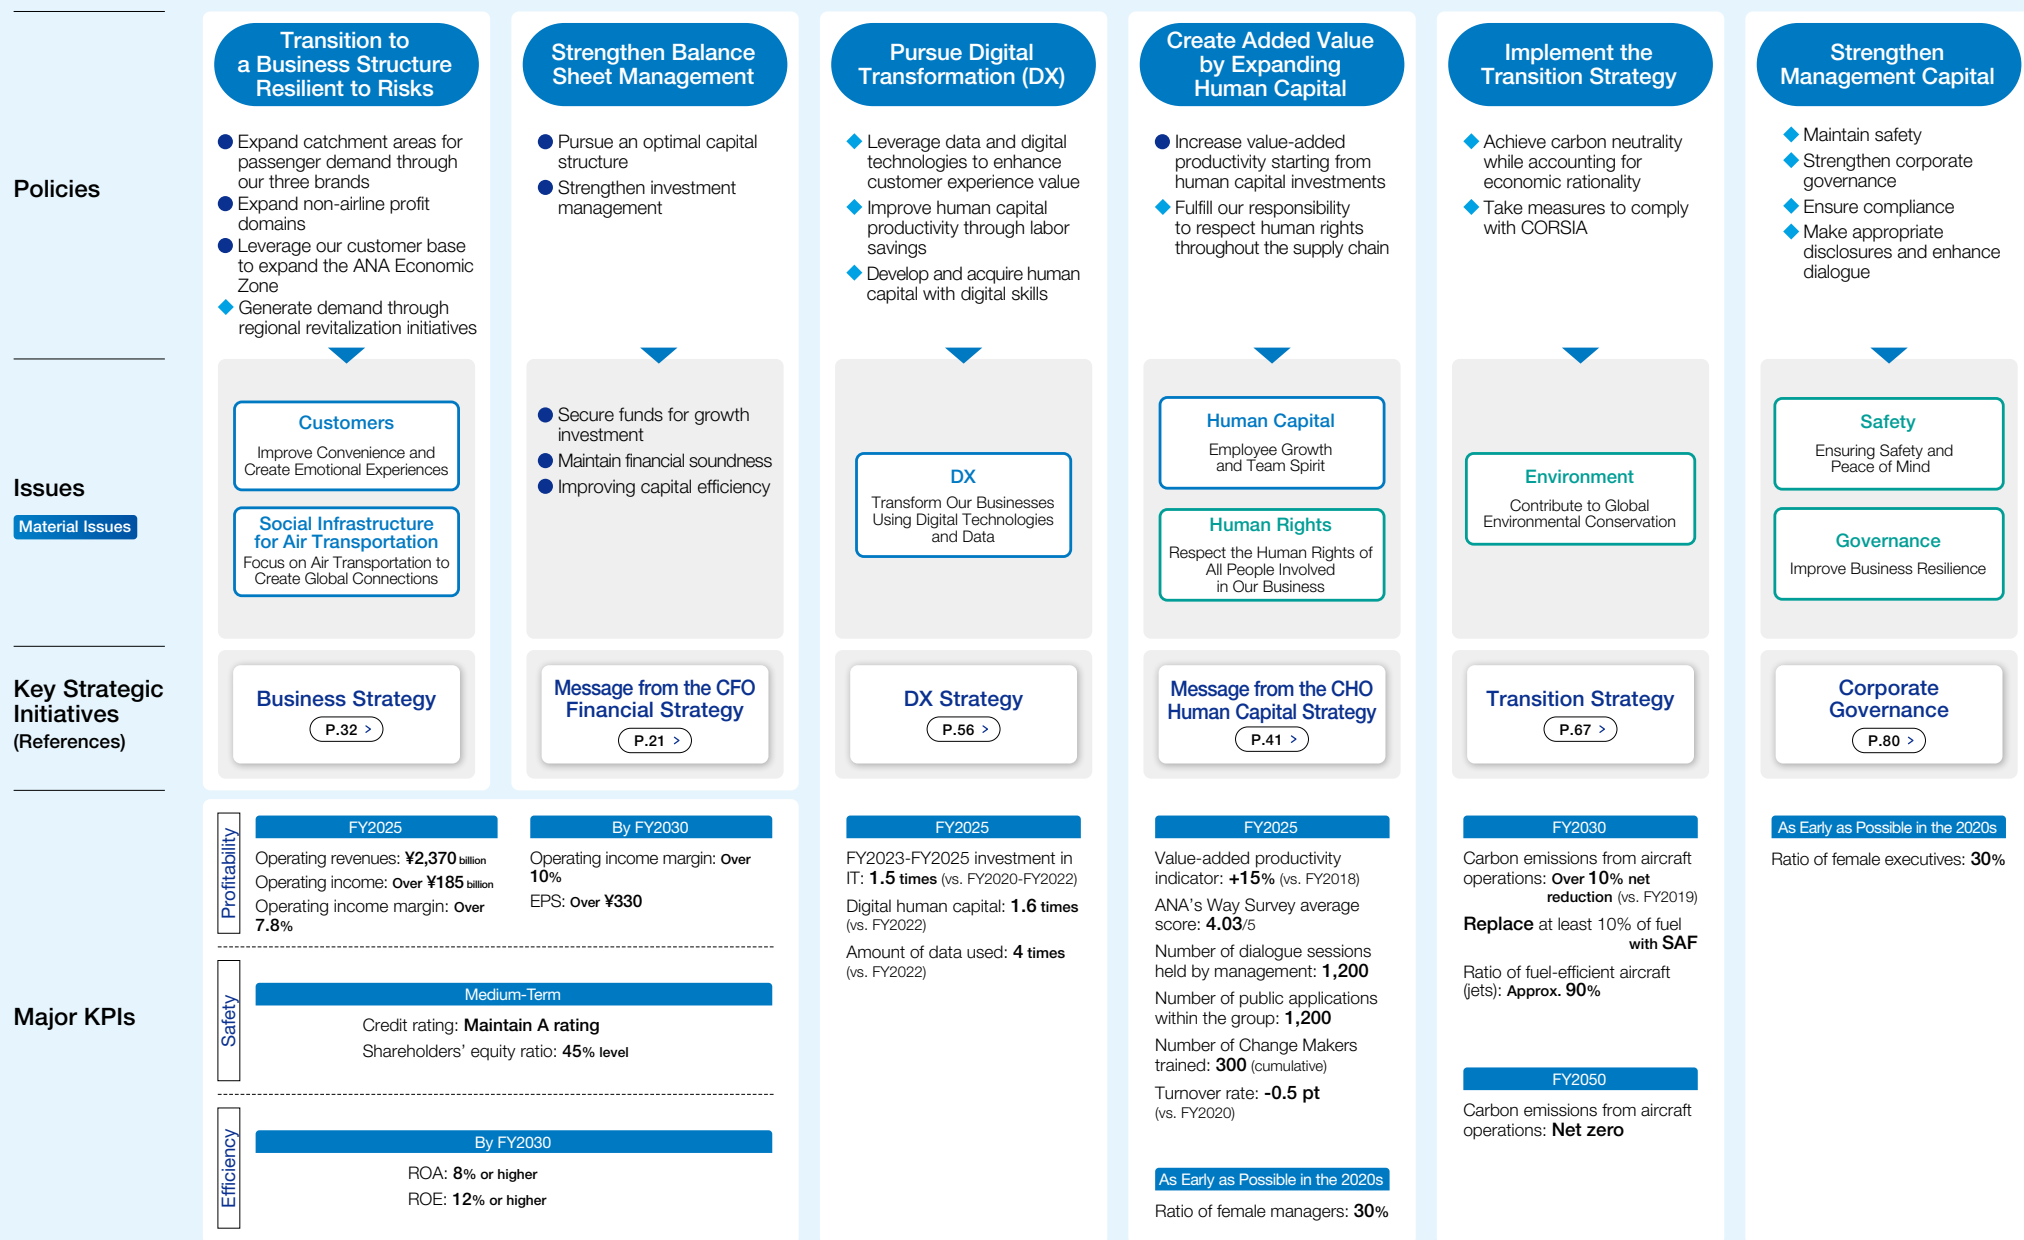 Policies
Issues
Material Issues
Key Strategic
Initiatives
(References)
Major KPIs
Transition to
a Business Structure
Resilient to Risks
Expand catchment areas for
passenger demand through
our three brands
Expand non-airline profit
domains
Leverage our customer base
to expand the ANA Economic
Zone
Generate demand through
regional revitalization initiatives
Customers
Improve Convenience and
Create Emotional Experiences
Social Infrastructure
for Air Transportation
Focus on Air Transportation to
Create Global Connections
Business Strategy
P.32 >
Strengthen Balance
Sheet Management
Pursue an optimal capital
structure
Strengthen investment
management
Secure funds for growth
investment
Maintain financial soundness
Improving capital efficiency
Message from the CFO
Financial Strategy
P.21 >
Profitability
FY2025
Operating revenues: ¥2,370 billion
Operating income: Over ¥185 billion
Operating income margin: Over
7.8%
By FY2030
Operating income margin: Over
10%
EPS: Over ¥330
Safety
Medium-Term
Credit rating: Maintain A rating
Shareholders’ equity ratio: 45% level
Efficiency
By FY2030
ROA: 8% or higher
ROE: 12% or higher
Pursue Digital
Transformation (DX)
Leverage data and digital
technologies to enhance
customer experience value
Improve human capital
productivity through labor
savings
Develop and acquire human
capital with digital skills
DX
Transform Our Businesses
Using Digital Technologies
and Data
DX Strategy
P.56 >
FY2025
FY2023-FY2025 investment in
IT: 1.5 times (vs. FY2020-FY2022)
Digital human capital: 1.6 times
(vs. FY2022)
Amount of data used: 4 times
(vs. FY2022)
Create Added Value
by Expanding
Human Capital
Increase value-added
productivity starting from
human capital investments
Fulfill our responsibility
to respect human rights
throughout the supply chain
Human Capital
Employee Growth
and Team Spirit
Human Rights
Respect the Human Rights of
All People Involved
in Our Business
Message from the CHO
Human Capital Strategy
P.41 >
FY2025
Value-added productivity
indicator: +15% (vs. FY2018)
ANA’s Way Survey average
score: 4.03/5
Number of dialogue sessions
held by management: 1,200
Number of public applications
within the group: 1,200
Number of Change Makers
trained: 300 (cumulative)
Turnover rate: -0.5 pt
(vs. FY2020)
As Early as Possible in the 2020s
Ratio of female managers: 30%
Implement the
Transition Strategy
Achieve carbon neutrality
while accounting for
economic rationality
Take measures to comply
with CORSIA
Environment
Contribute to Global
Environmental Conservation
Transition Strategy
P.67 >
FY2030
Carbon emissions from aircraft
operations: Over 10% net
reduction (vs. FY2019)
Replace at least 10% of fuel
with SAF
Ratio of fuel-efficient aircraft
(jets): Approx. 90%
FY2050
Carbon emissions from aircraft
operations: Net zero
Strengthen
Management Capital
Maintain safety
Strengthen corporate
governance
Ensure compliance
Make appropriate
disclosures and enhance
dialogue
Safety
Ensuring Safety and
Peace of Mind
Governance
Improve Business Resilience
Corporate
Governance
P.80 >
As Early as Possible in the 2020s
Ratio of female executives: 30%